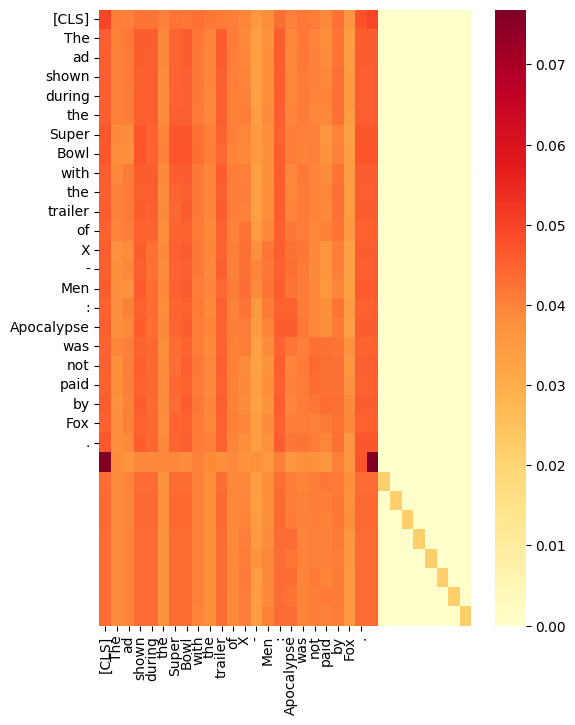 [CLS]
The
ad
shown
during
the
Super
Bowl
with
the
trailer
of
X
-
Men
:
Apocalypse
was
not
paid
by
Fox
.
0.07
0.06
0.05
0.04
0.03
0.02
0.01
0.00
[CLS] The ad shown during the Super Bowl with the trailer of X - Men : Apocalypse was not paid by Fox .